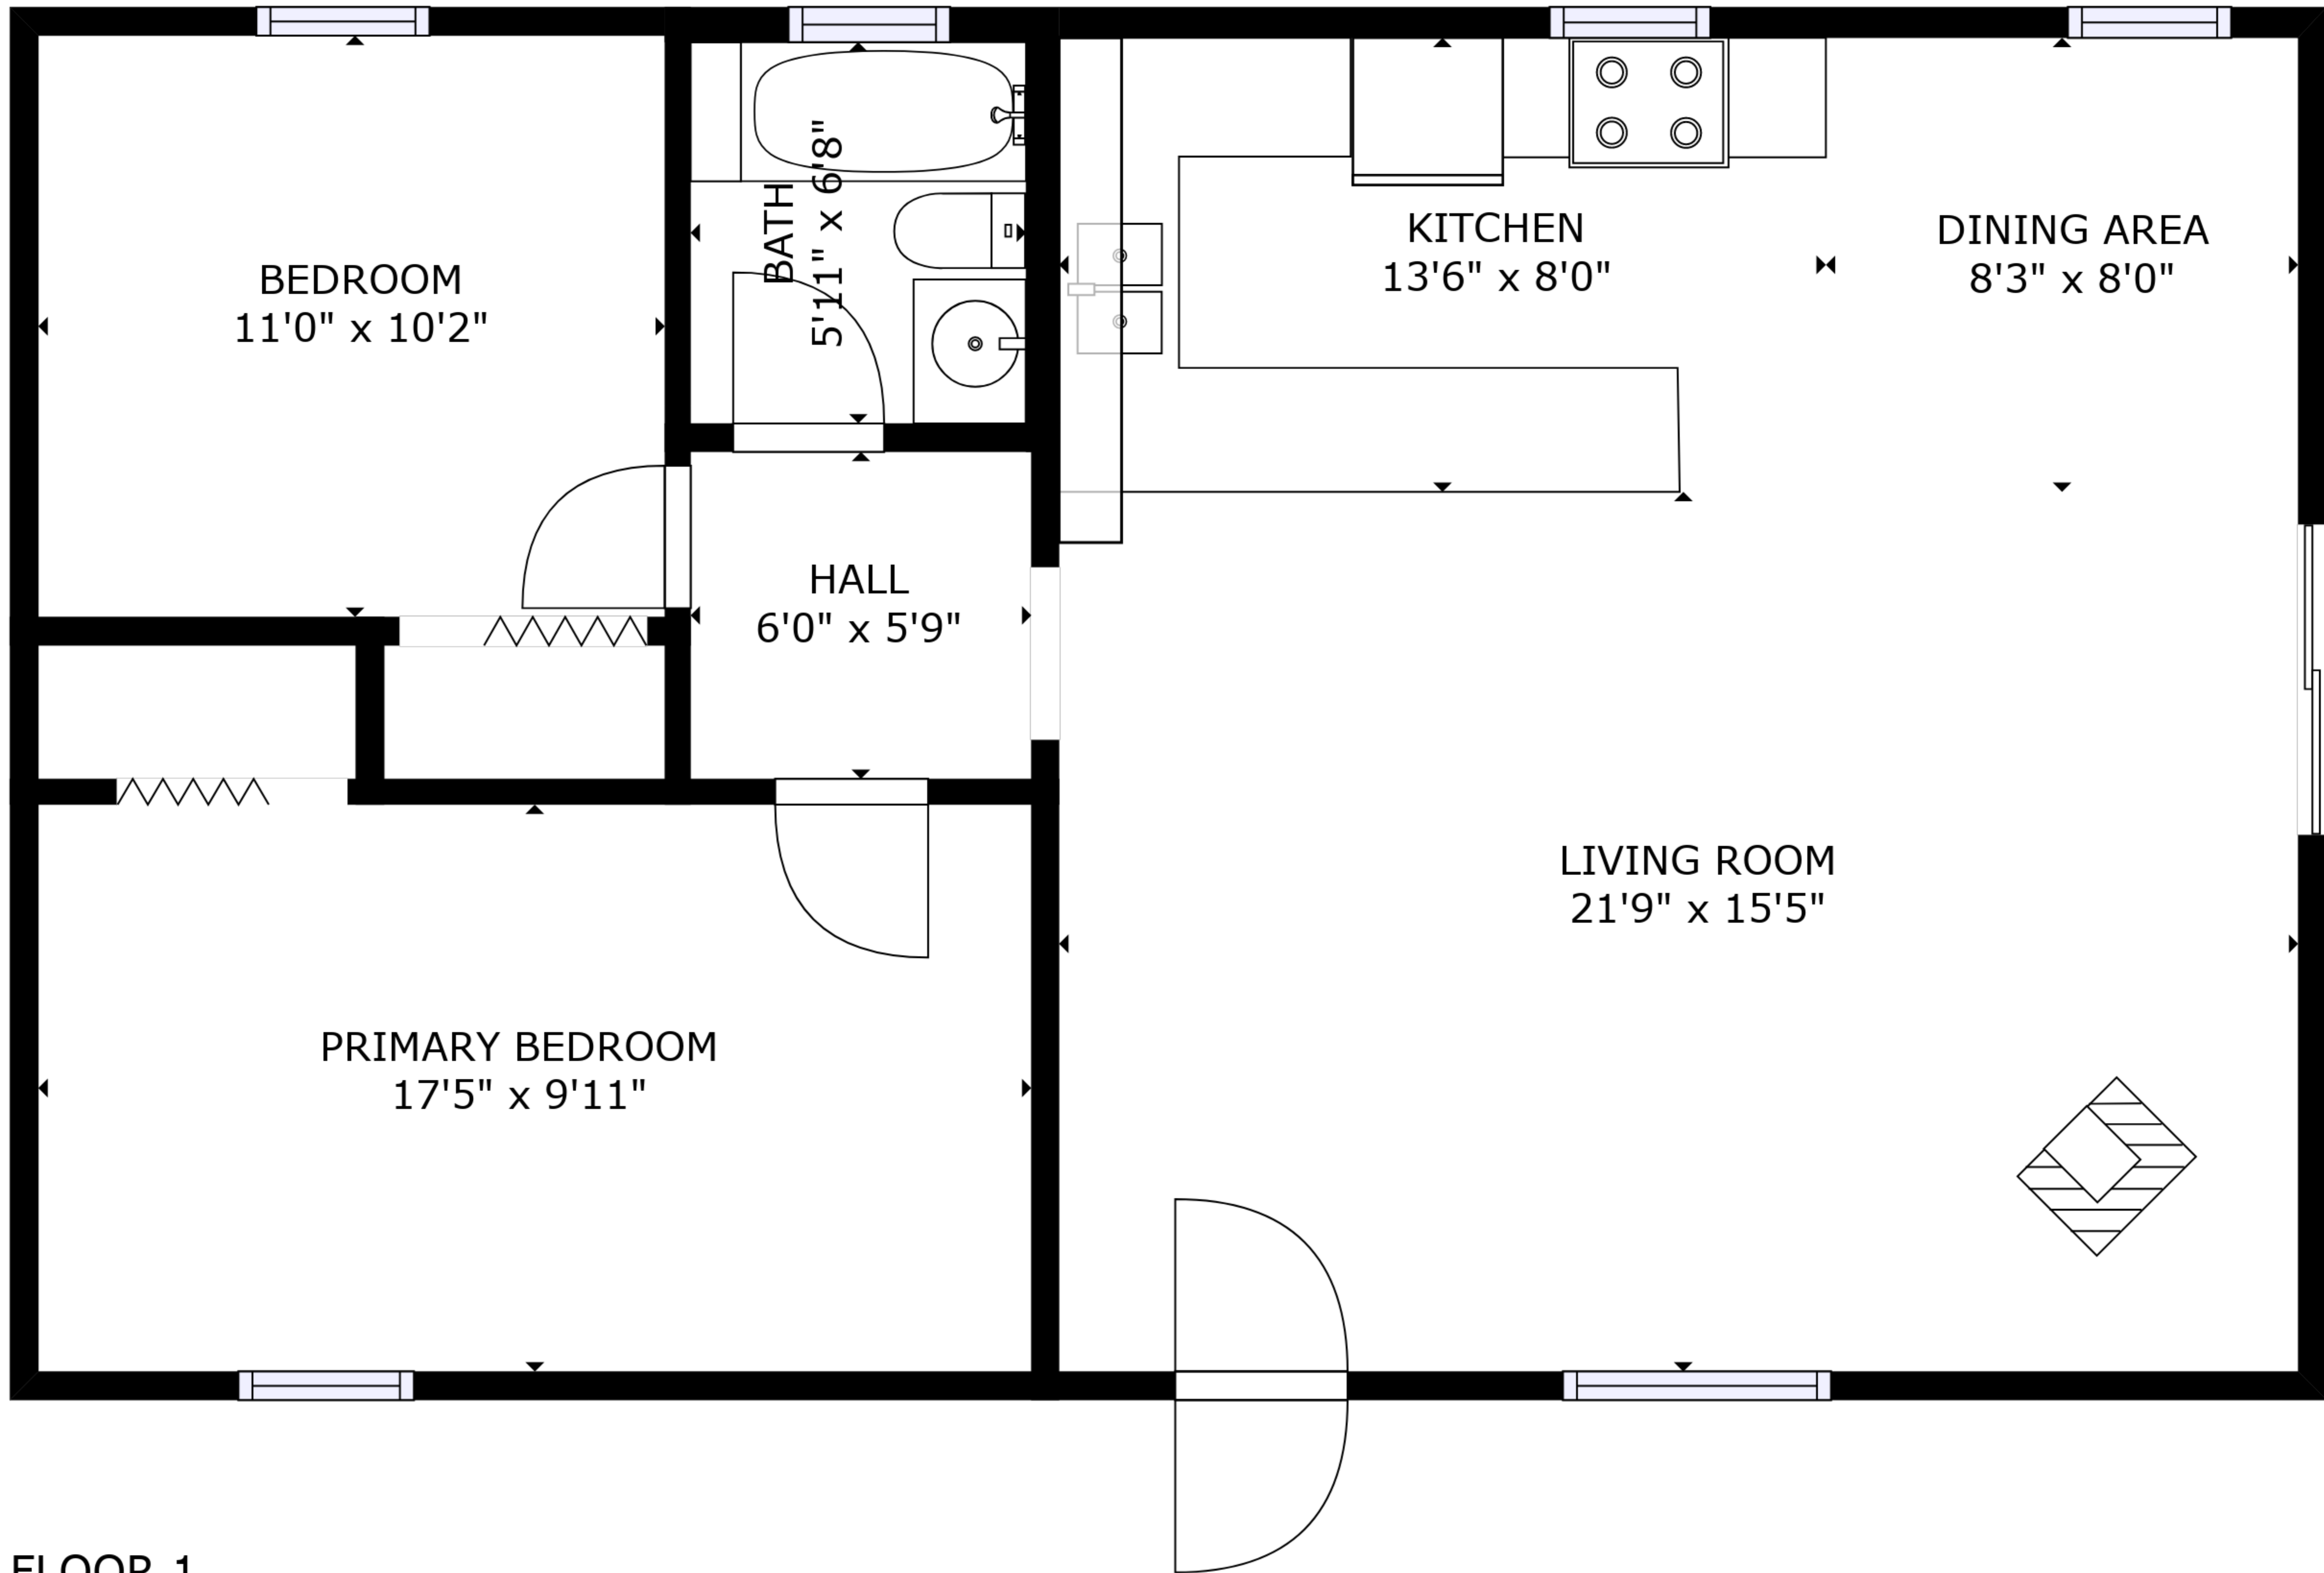 BEDROOM
11'0" x 10'2"
BATH
5'11" x 6'8"
KITCHEN
13'6" x 8'0"
DINING AREA
8'3" x 8'0"
HALL
6'0" x 5'9"
LIVING ROOM
21'9" x 15'5"
PRIMARY BEDROOM
17'5" x 9'11"
FLOOR 1